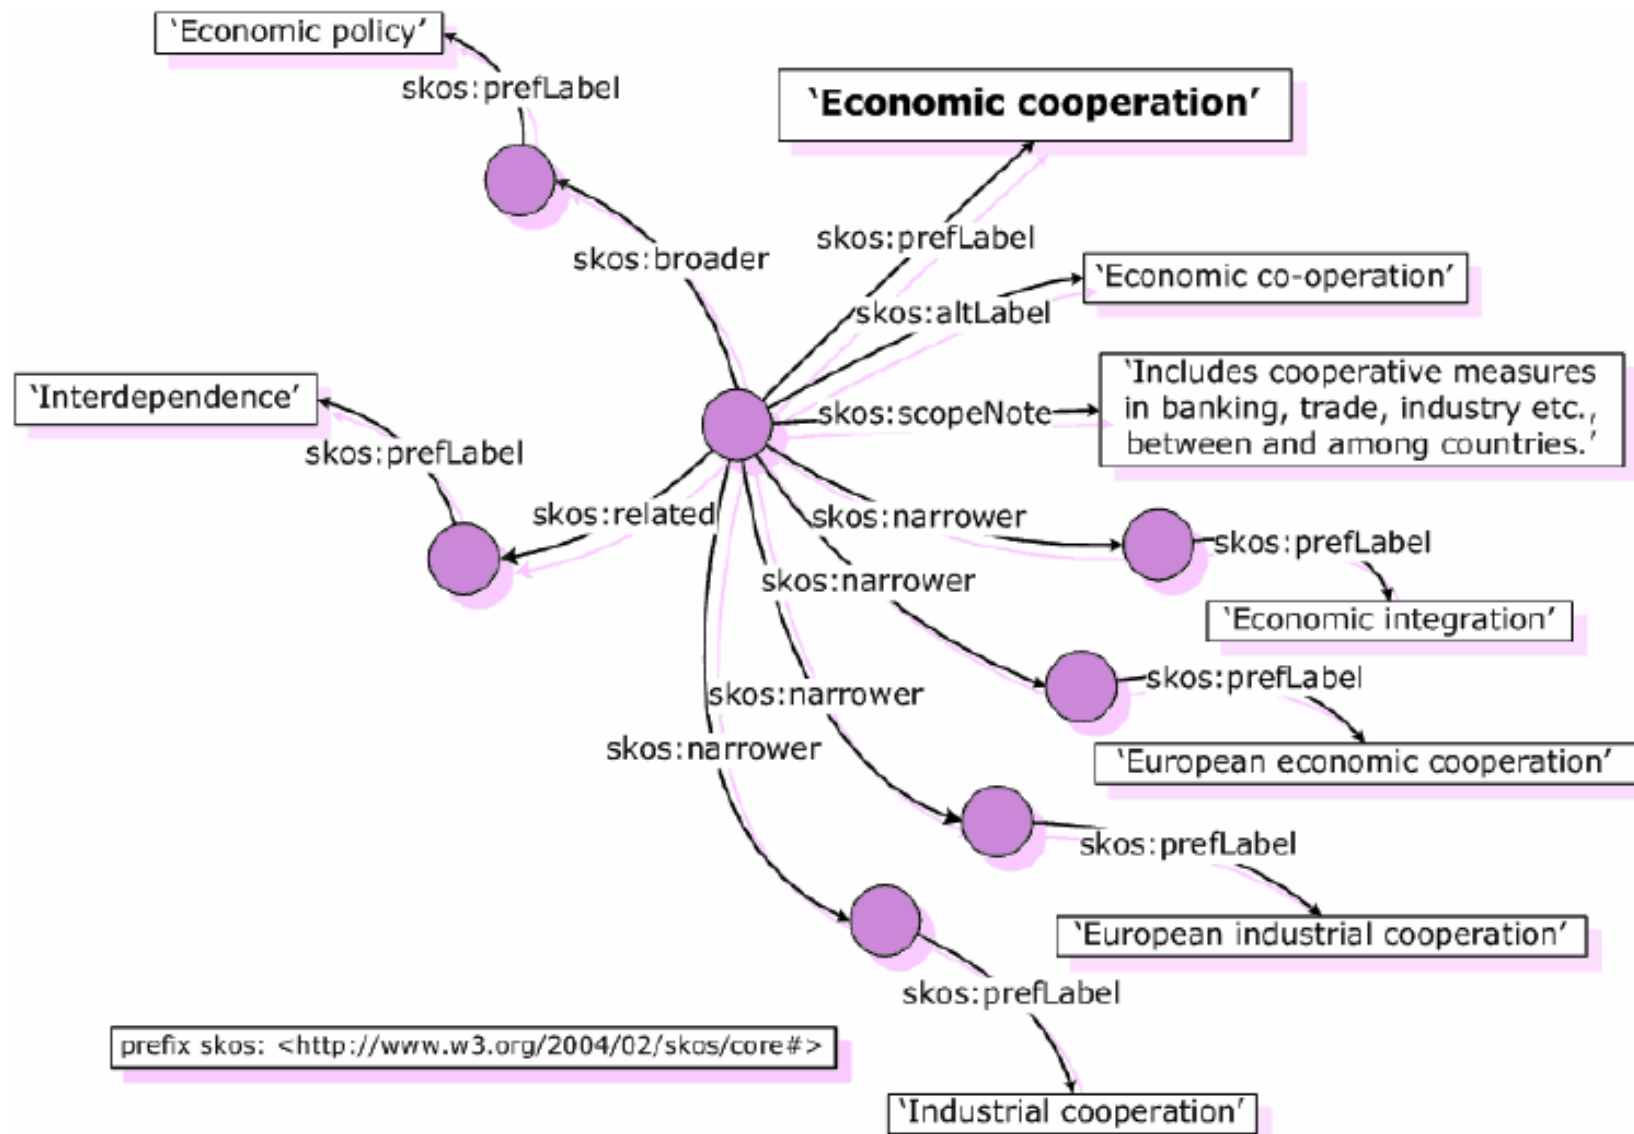 ‘Economic policy’
skos:prefLabel
‘Economic cooperation’
skos:prefLabel
skos:broader
‘Economic co-operation’
skos:altLabel
‘Interdependence’
‘Includes cooperative measures
in banking, trade, industry etc.,
between and among countries.’
skos:scopeNote
skos:prefLabel
skos:related
skos:narrower
skos:prefLabel
skos:narrower
‘Economic integration’
skos:prefLabel
skos:narrower
skos:narrower
‘European economic cooperation’
skos:prefLabel
‘European industrial cooperation’
skos:prefLabel
prefix skos: <http://www.w3.org/2004/02/skos/core#>
‘Industrial cooperation’